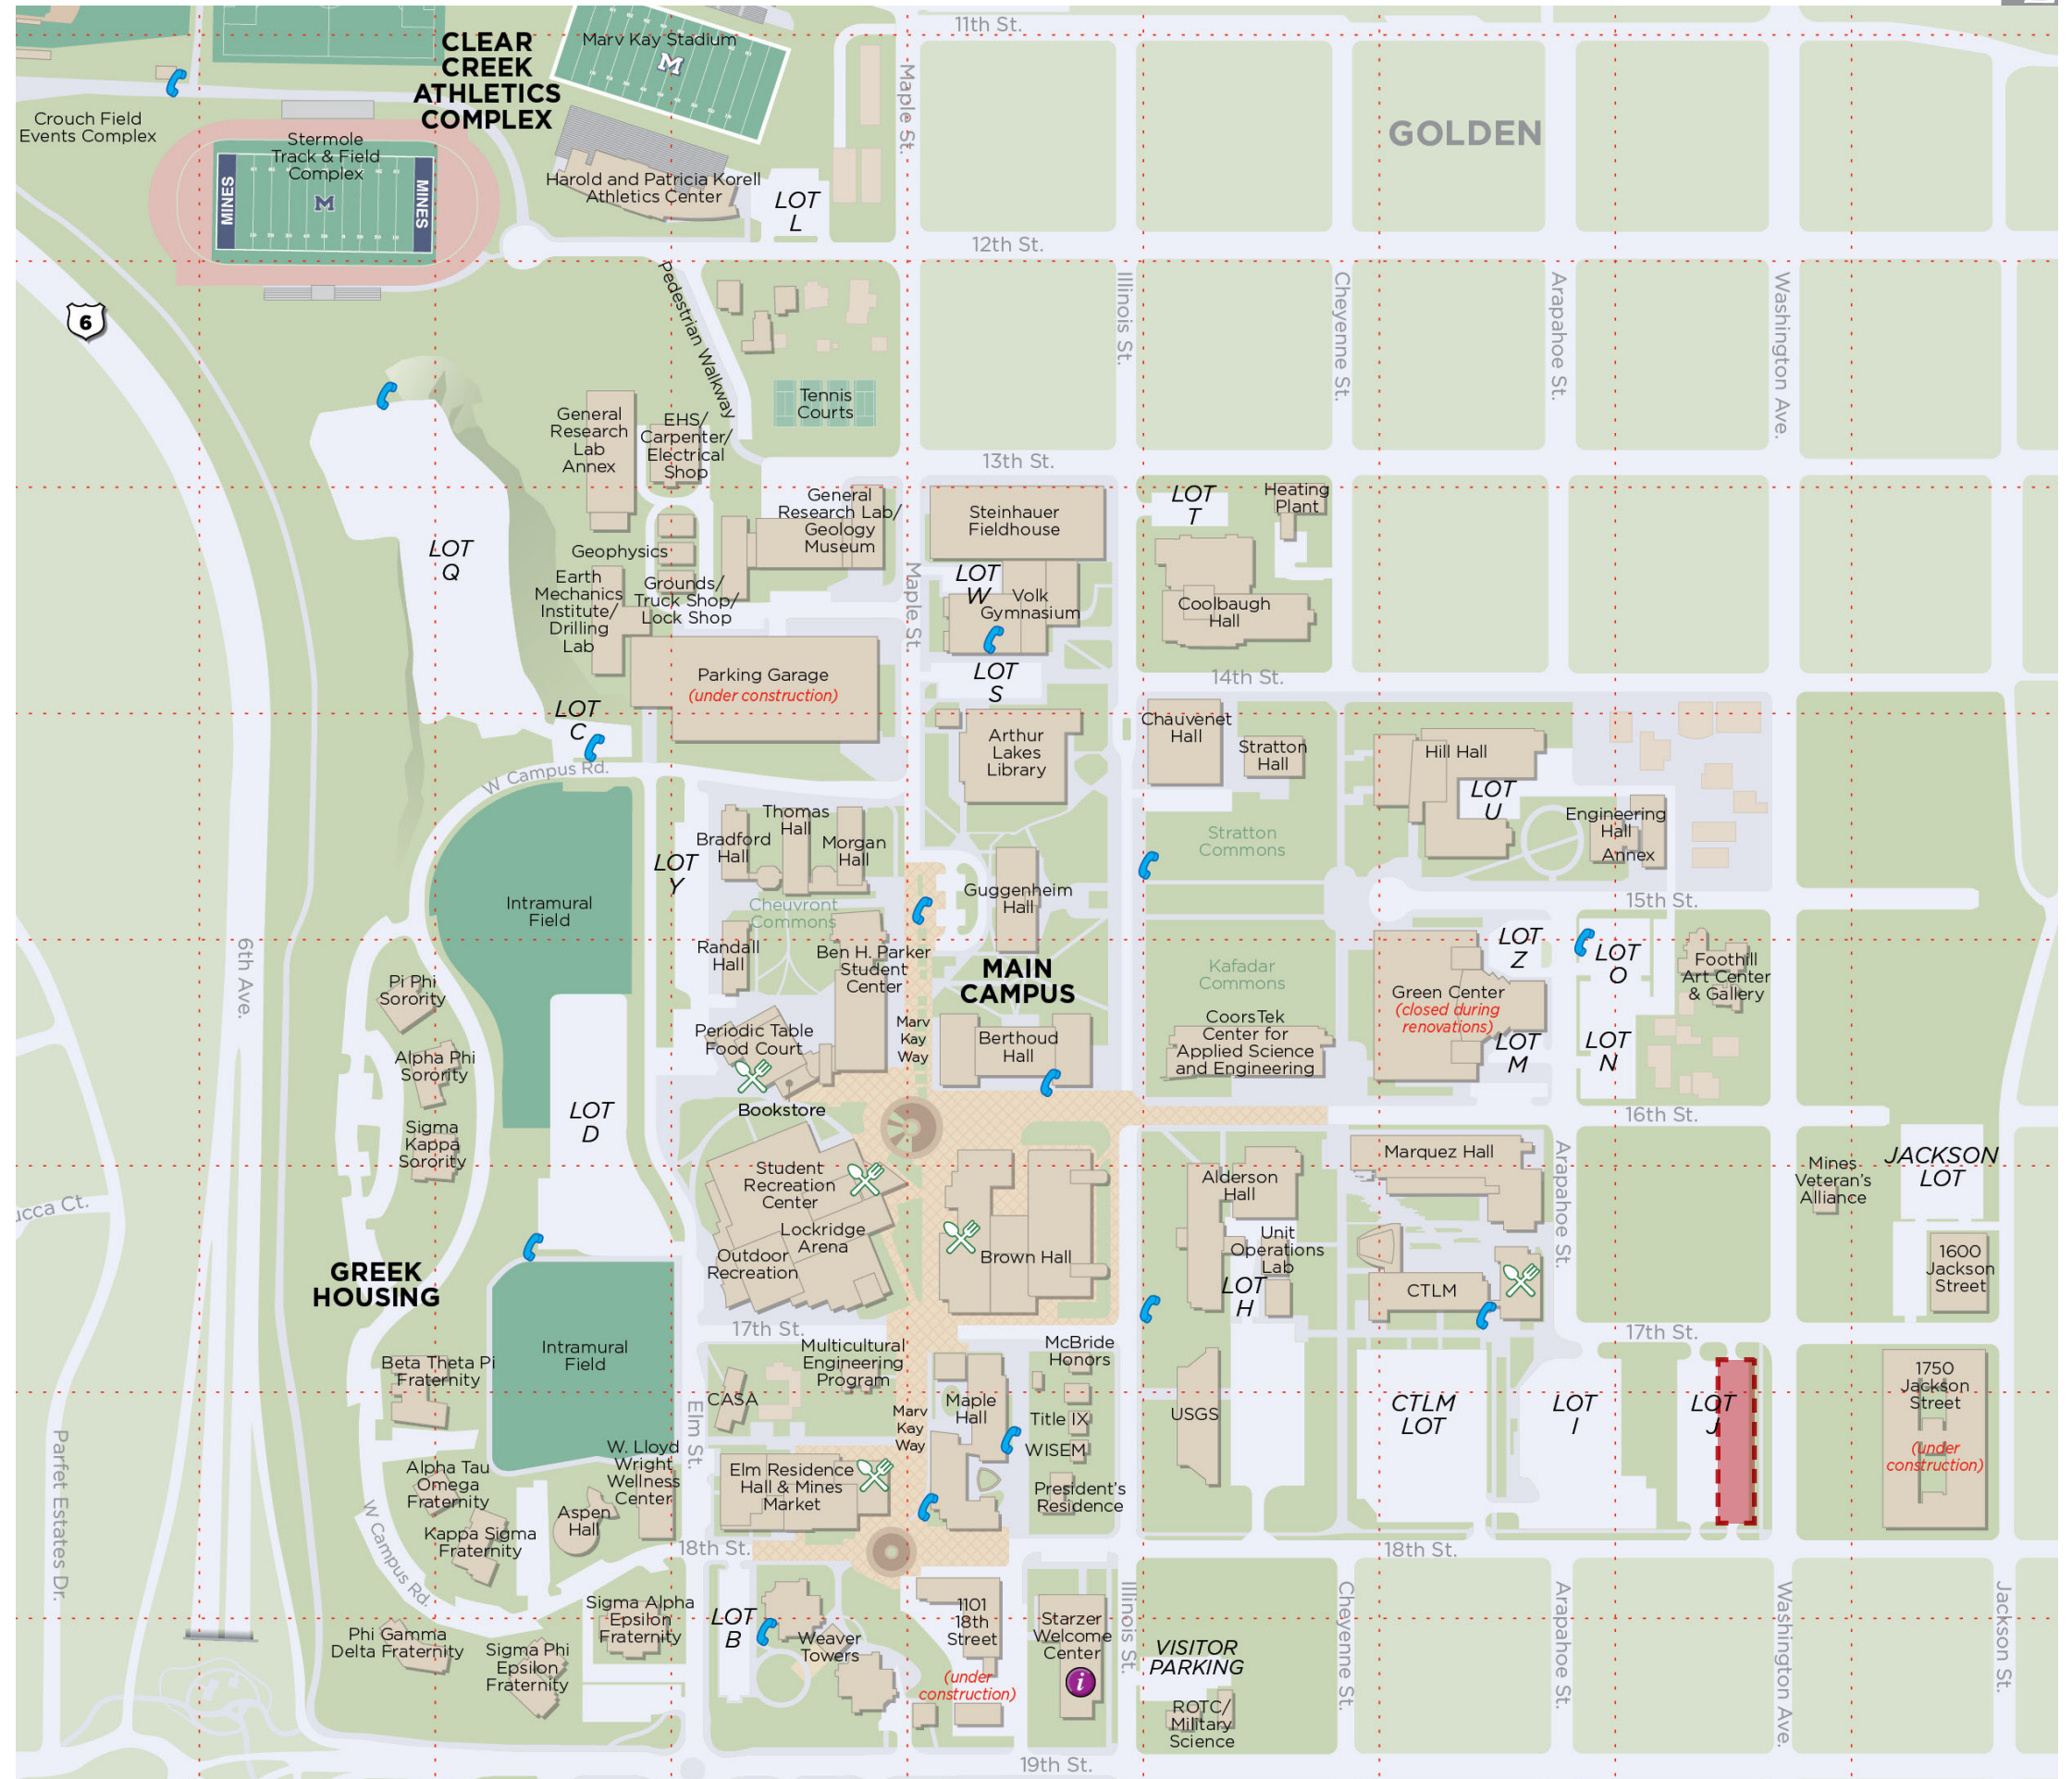 11th St.
CLEAR
CREEK
ATHLETICS
COMPLEX
Marv Kay Stadium
M
Maple St.
GOLDEN
Crouch Field
Events Complex
Stermole
Track & Field
Complex
MINES
M
MINES
Harold and Patricia Korell
Athletics Center
LOT
L
12th St.
6
Pedestrian Walkway
Illinois St.
Cheyenne St.
Arapahoe St.
Washington Ave.
Tennis
Courts
General
Research
Lab
Annex
EHS/
Carpenter/
Electrical
Shop
13th St.
General
Research Lab/
Geology
Museum
Steinhauer
Fieldhouse
LOT
T
Heating
Plant
LOT
Q
Geophysics
Earth
Mechanics
Institute/
Drilling
Lab
Grounds/
Truck Shop/
Lock Shop
Maple St.
LOT
W
Volk
Gymnasium
Coolbaugh
Hall
Parking Garage
(under construction)
LOT
S
14th St.
LOT
C
W Campus Rd.
Arthur
Lakes
Library
Chauvenet
Hall
Stratton
Hall
Hill Hall
LOT
U
Engineering
Hall
Annex
Bradford
Hall
Thomas
Hall
Morgan
Hall
LOT
Y
Stratton
Commons
Intramural
Field
Cheuvront
Commons
Guggenheim
Hall
15th St.
6th Ave.
Randall
Hall
Ben H. Parker
Student
Center
MAIN
CAMPUS
Kafadar
Commons
LOT
Z
LOT
O
Foothill
Art Center
& Gallery
Green Center
(closed during
renovations)
Pi Phi
Sorority
Periodic Table
Food Court
Marv
Kay
Way
Berthoud
Hall
CoorsTek
Center for
Applied Science
and Engineering
LOT
M
LOT
N
Alpha Phi
Sorority
Bookstore
LOT
D
16th St.
Sigma
Kappa
Sorority
Student
Recreation
Center
Lockridge
Arena
Outdoor
Recreation
Brown Hall
Alderson
Hall
Marquez Hall
Arapahoe St.
Mines
Veteran's
Alliance
JACKSON
LOT
ucca Ct.
GREEK
HOUSING
Unit
Operations
Lab
LOT
H
CTLM
1600
Jackson
Street
17th St.
17th St.
Intramural
Field
Multicultural
Engineering
Program
McBride
Honors
Beta Theta Pi
Fraternity
CASA
Elm St.
Marv
Kay
Way
Maple
Hall
Title IX
WISEM
USGS
CTLM
LOT
LOT
I
LOT
J
1750
Jackson
Street
(under
construction)
Parfet Estates Dr.
Alpha Tau
Omega
Fraternity
W. Lloyd
Wright
Wellness
Center
Elm Residence
Hall & Mines
Market
President's
Residence
Kappa Sigma
Fraternity
Aspen
Hall
W Campus Rd.
18th St.
18th St.
Sigma Alpha
Epsilon
Fraternity
LOT
B
Weaver
Towers
1101
18th
Street
(under
construction)
Starzer
Welcome
Center
i
Illinois St.
VISITOR
PARKING
ROTC/
Military
Science
Cheyenne St.
Arapahoe St.
Washington Ave.
Jackson St.
Phi Gamma
Delta Fraternity
Sigma Phi
Epsilon
Fraternity
19th St.